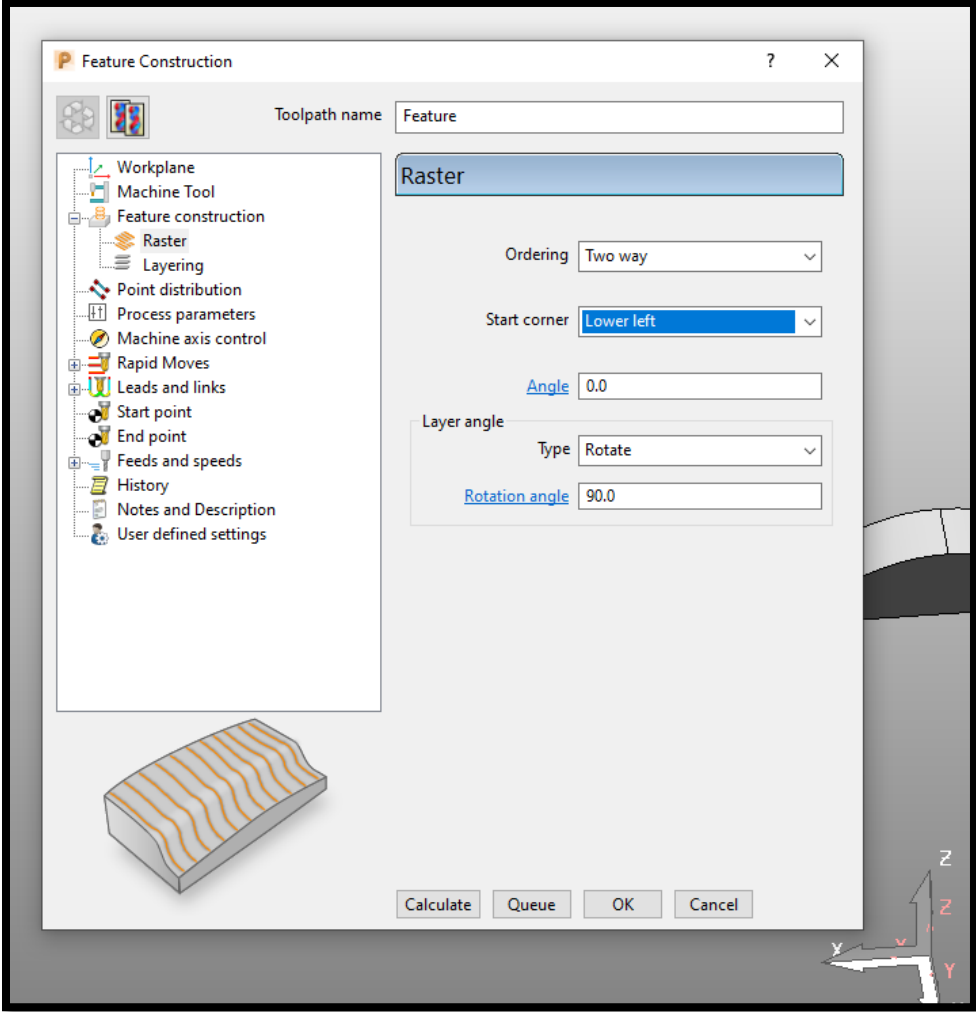 Feature Construction
?
Toolpath name
Feature
Workplane
Machine Tool
Feature construction
Raster
Layering
Point distribution
Process parameters
Machine axis control
Rapid Moves
Leads and links
Start point
End point
Feeds and speeds
History
Notes and Description
User defined settings
Raster
Ordering Two way
Start corner Lower left
Angle 0.0
Layer angle
Type Rotate
Rotation angle 90.0
Calculate Queue OK Cancel
Z
Z
X X
Y